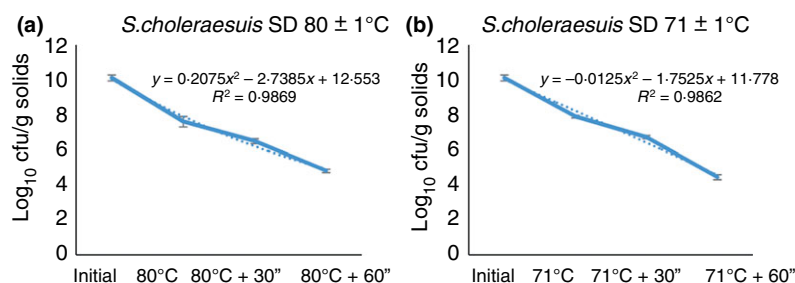 (a) S.choleraesuis SD 80 ± 1°C
Log10 cfu/g solids
12
10
8
6
4
2
0
y = 0·2075x² – 2·7385x + 12·553
R² = 0·9869
Initial 80°C 80°C + 30” 80°C + 60”
(b) S.choleraesuis SD 71 ± 1°C
Log10 cfu/g solids
12
10
8
6
4
2
0
y = –0·0125x² – 1·7525x + 11·778
R² = 0·9862
Initial 71°C 71°C + 30” 71°C + 60”